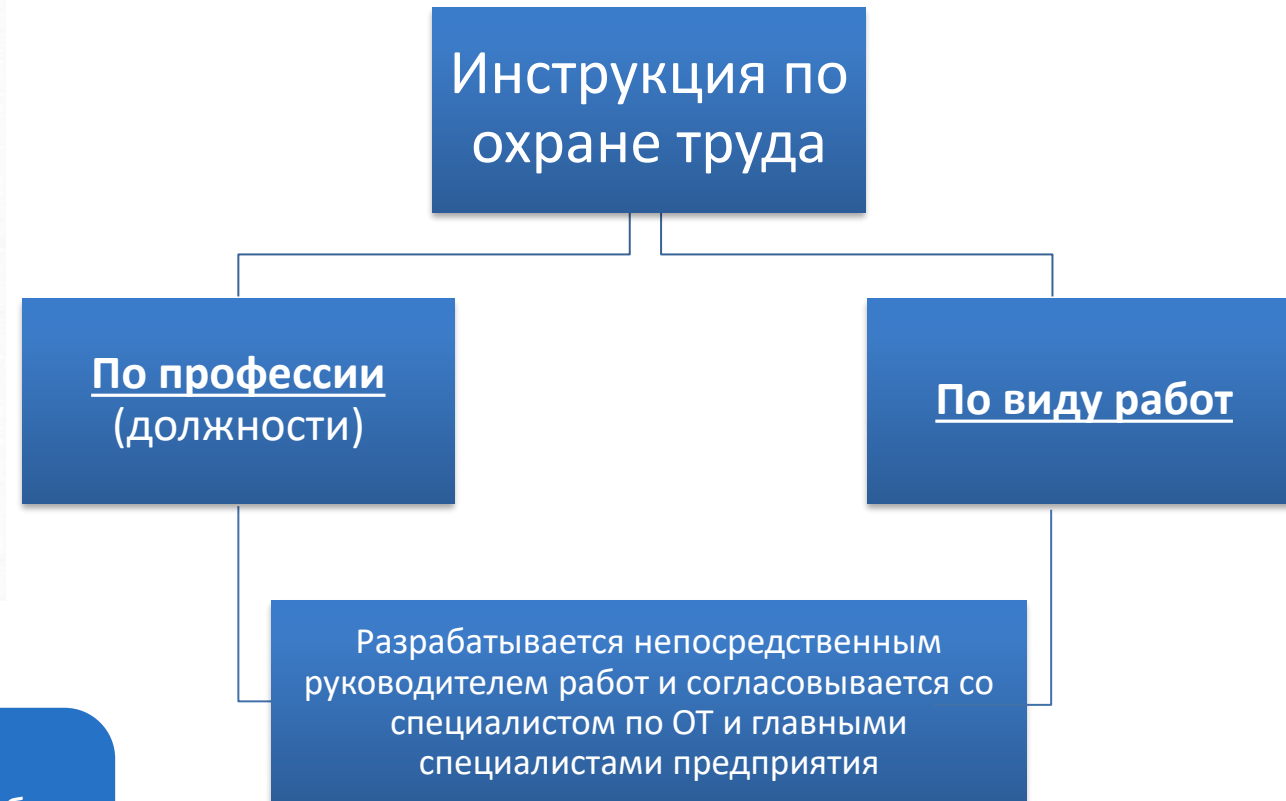 Инструкция по
охране труда
По профессии
(должности)
По виду работ
Разрабатывается непосредственным
руководителем работ и согласовывается со
специалистом по ОТ и главными
специалистами предприятия